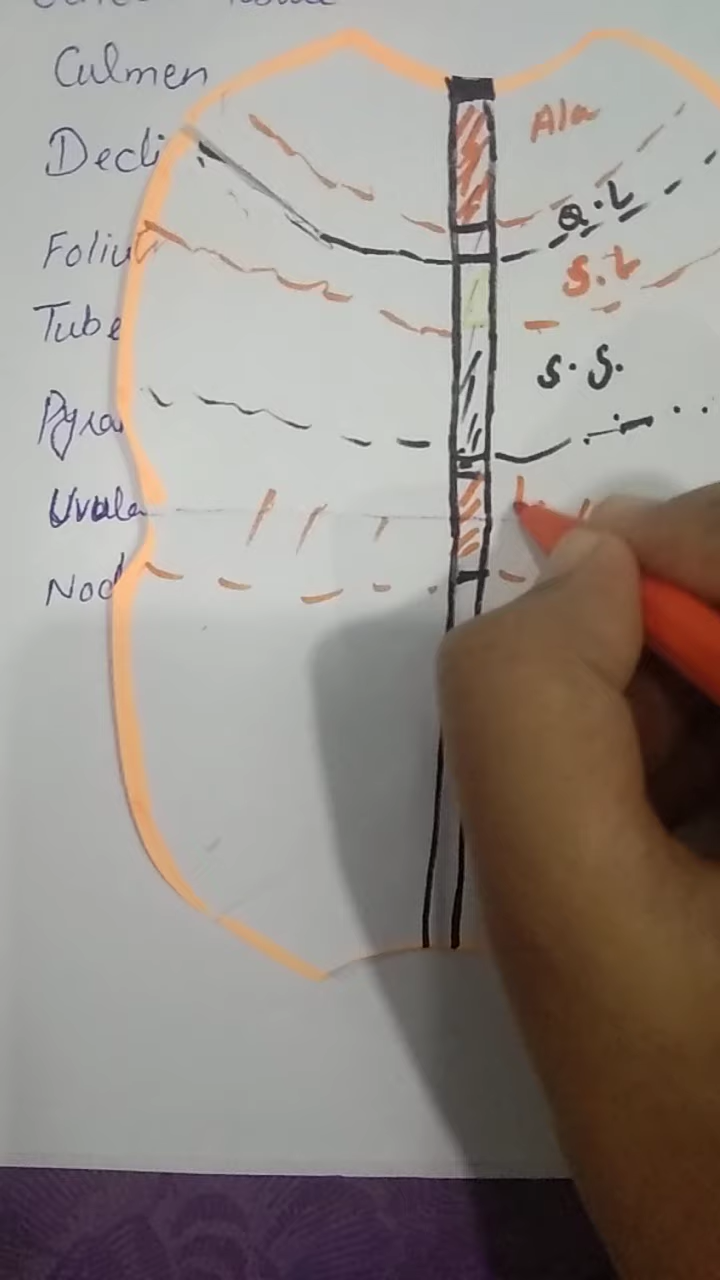 Culmen
Decli
Foliu
Tube
Pyra
Uvula
Nod
Ala
Q.L
S.L
S.S.